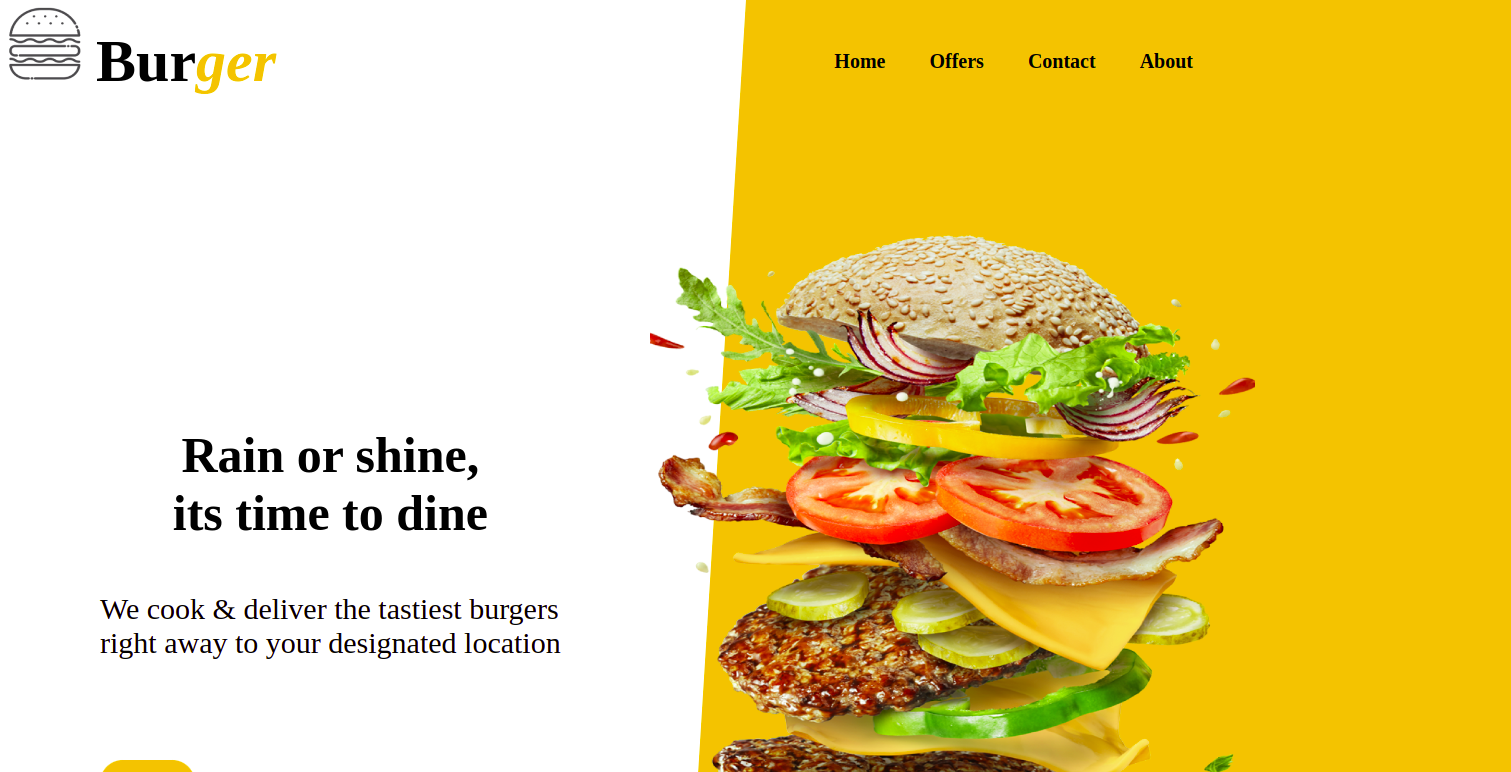 Burger
Home Offers Contact About
Rain or shine,
its time to dine
We cook & deliver the tastiest burgers
right away to your designated location